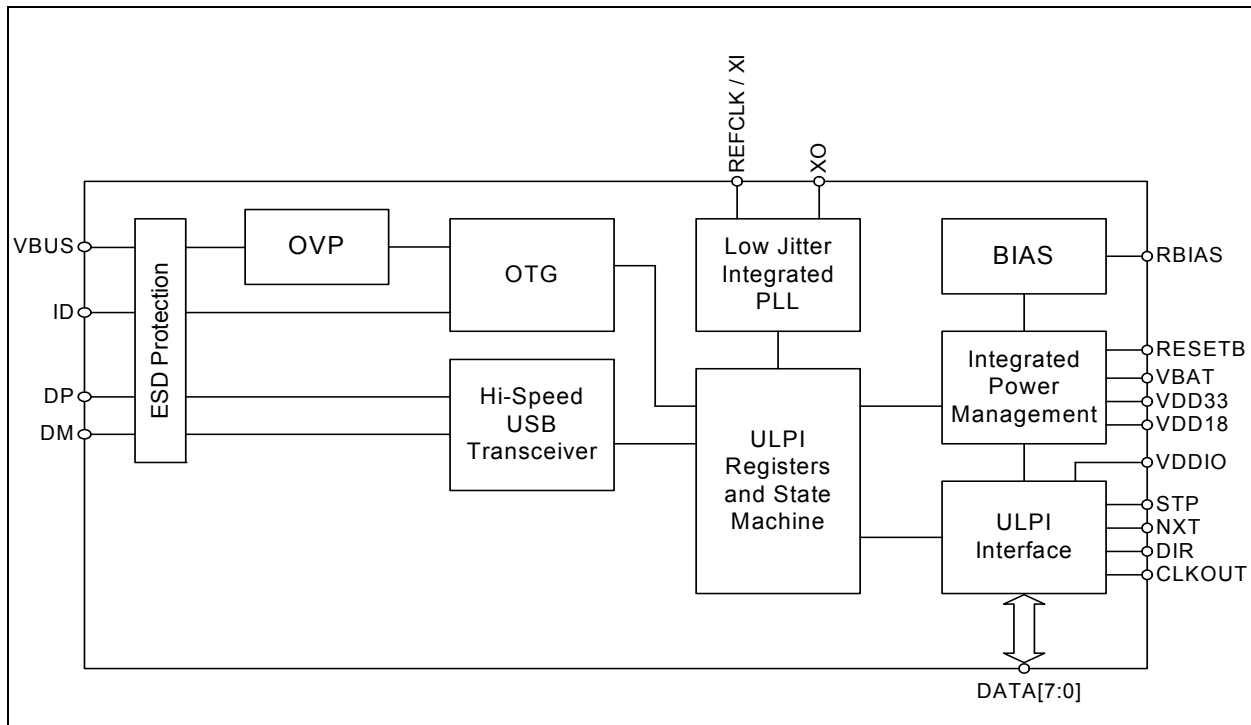 REFCLK / XI
XO
VBUS
ID
DP
DM
ESD Protection
OVP
OTG
Hi-Speed
USB
Transceiver
Low Jitter
Integrated
PLL
ULPI
Registers
and State
Machine
BIAS
Integrated
Power
Management
ULPI
Interface
RBIAS
RESETB
VBAT
VDD33
VDD18
VDDIO
STP
NXT
DIR
CLKOUT
DATA[7:0]